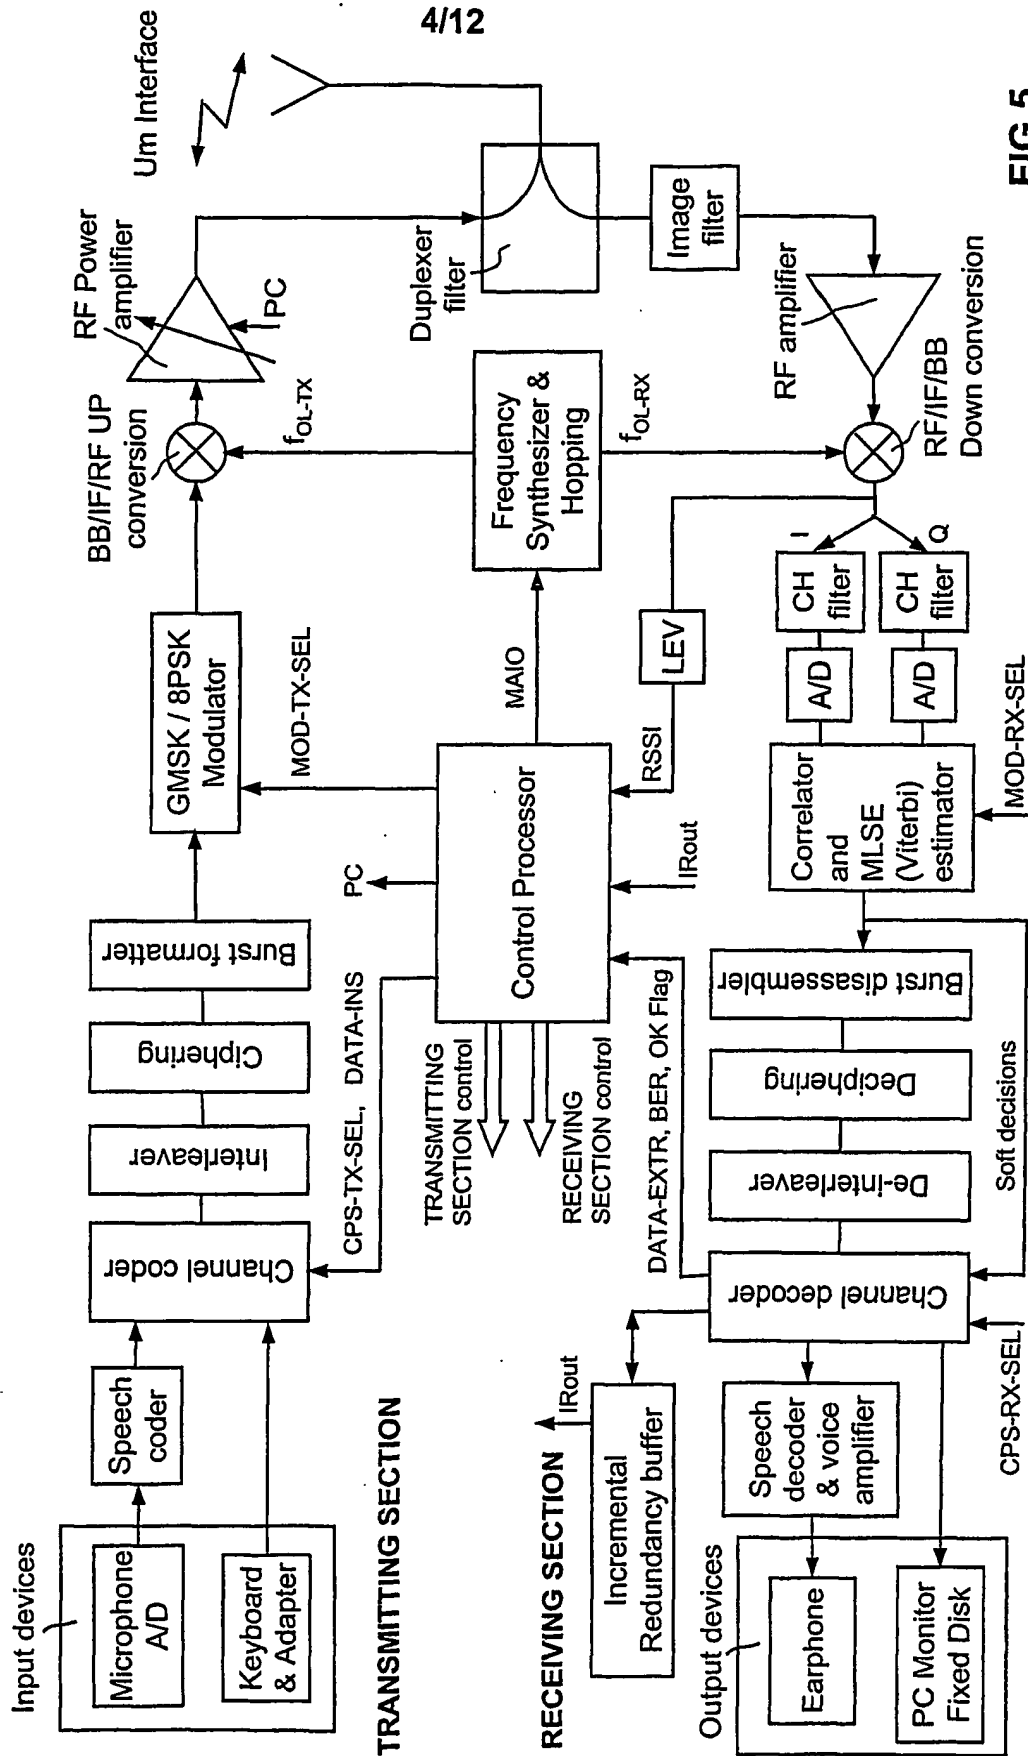 4/12
Um Interface
RF Power
amplifier
PC
BB/IF/RF UP
conversion
fOL-TX
GMSK / 8PSK
Modulator
MOD-TX-SEL
Burst formatter
Ciphering
Interleaver
Channel coder
CPS-TX-SEL, DATA-INS
PC
Speech
coder
Input devices
Microphone
A/D
Keyboard
& Adapter
TRANSMITTING SECTION
Duplexer
filter
Image
filter
Frequency
Synthesizer &
Hopping
fOL-RX
MAIO
Control Processor
TRANSMITTING
SECTION control
RECEIVING
SECTION control
RSSI
LEV
IRout
DATA-EXTR, BER, OK Flag
RF amplifier
RF/IF/BB
Down conversion
I
Q
CH
filter
CH
filter
A/D
A/D
Correlator
and
MLSE
(Viterbi)
estimator
MOD-RX-SEL
Burst disassembler
Deciphering
De-interleaver
Channel decoder
Soft decisions
CPS-RX-SEL
RECEIVING SECTION
IRout
Incremental
Redundancy buffer
Speech
decoder
& voice
amplifier
Output devices
Earphone
PC Monitor
Fixed Disk
FIG 5